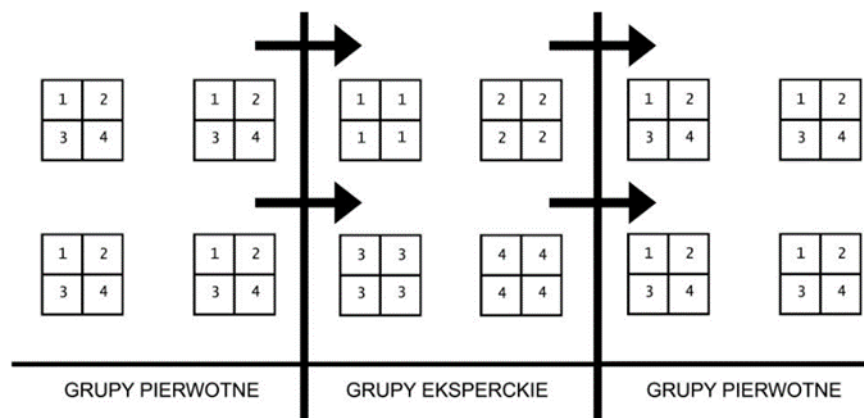 1 2 1 2 1 1 2 2 1 2 1 2
3 4 3 4 1 1 2 2 3 4 3 4
1 2 1 2 3 3 4 4 1 2 1 2
3 4 3 4 3 3 4 4 3 4 3 4
GRUPY PIERWOTNE GRUPY EKSPERCKIE GRUPY PIERWOTNE